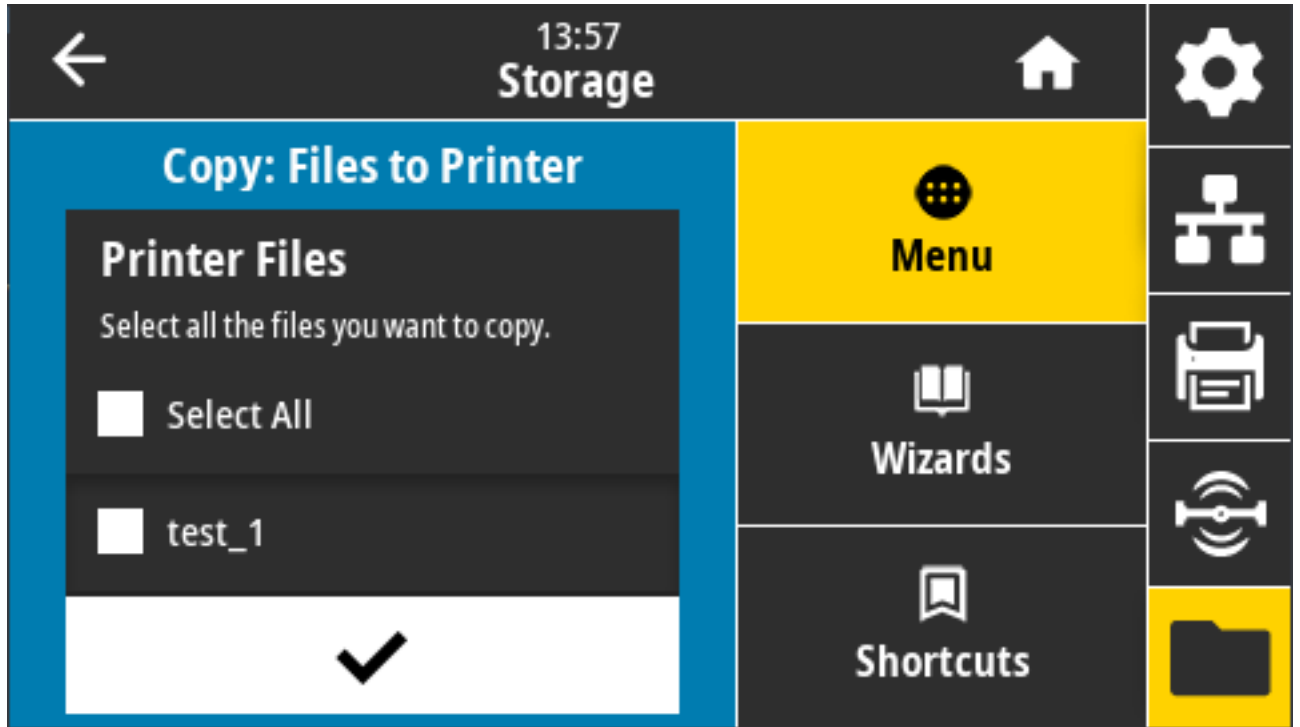 13:57
Storage
Copy: Files to Printer
Printer Files
Select all the files you want to copy.
Select All
test_1
Menu
Wizards
Shortcuts